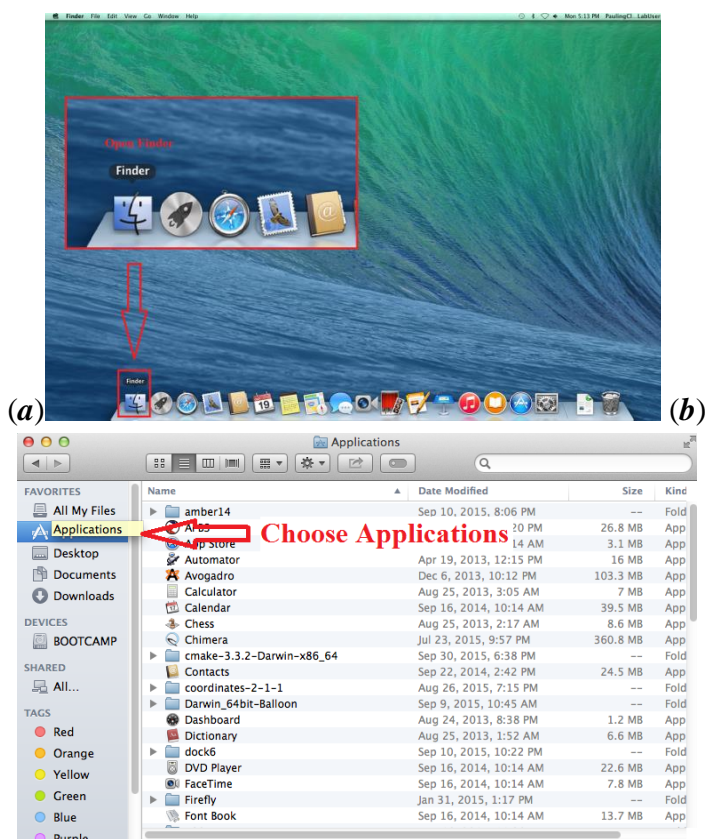 Finder File Edit View Go Window Help
Mon 5:13 PM PaulingCl...LabUser
Open Finder
Finder
@
Finder
19
(a)
(b)
Applications
FAVORITES
All My Files
Applications
Desktop
Documents
Downloads
DEVICES
BOOTCAMP
SHARED
All...
TAGS
Red
Orange
Yellow
Green
Blue
Purple
Name Date Modified Size Kind
amber14 Sep 10, 2015, 8:06 PM -- Fold
APBS 20 PM 26.8 MB App
App Store 14 AM 3.1 MB App
Choose Applications
Automator Apr 19, 2013, 12:15 PM 16 MB App
Avogadro Dec 6, 2013, 10:12 PM 103.3 MB App
Calculator Aug 25, 2013, 3:05 AM 7 MB App
Calendar Sep 16, 2014, 10:14 AM 39.5 MB App
Chess Aug 25, 2013, 2:17 AM 8.6 MB App
Chimera Jul 23, 2015, 9:57 PM 360.8 MB App
cmake-3.3.2-Darwin-x86_64 Sep 30, 2015, 6:38 PM -- Fold
Contacts Sep 22, 2014, 2:42 PM 24.5 MB App
coordinates-2-1-1 Aug 26, 2015, 7:15 PM -- Fold
Darwin_64bit-Balloon Sep 9, 2015, 10:45 AM -- Fold
Dashboard Aug 24, 2013, 8:38 PM 1.2 MB App
Dictionary Aug 25, 2013, 1:52 AM 6.6 MB App
dock6 Sep 10, 2015, 10:22 PM -- Fold
DVD Player Sep 16, 2014, 10:14 AM 22.6 MB App
FaceTime Sep 16, 2014, 10:14 AM 7.8 MB App
Firefly Jan 31, 2015, 1:17 PM -- Fold
Font Book Sep 16, 2014, 10:14 AM 13.7 MB App